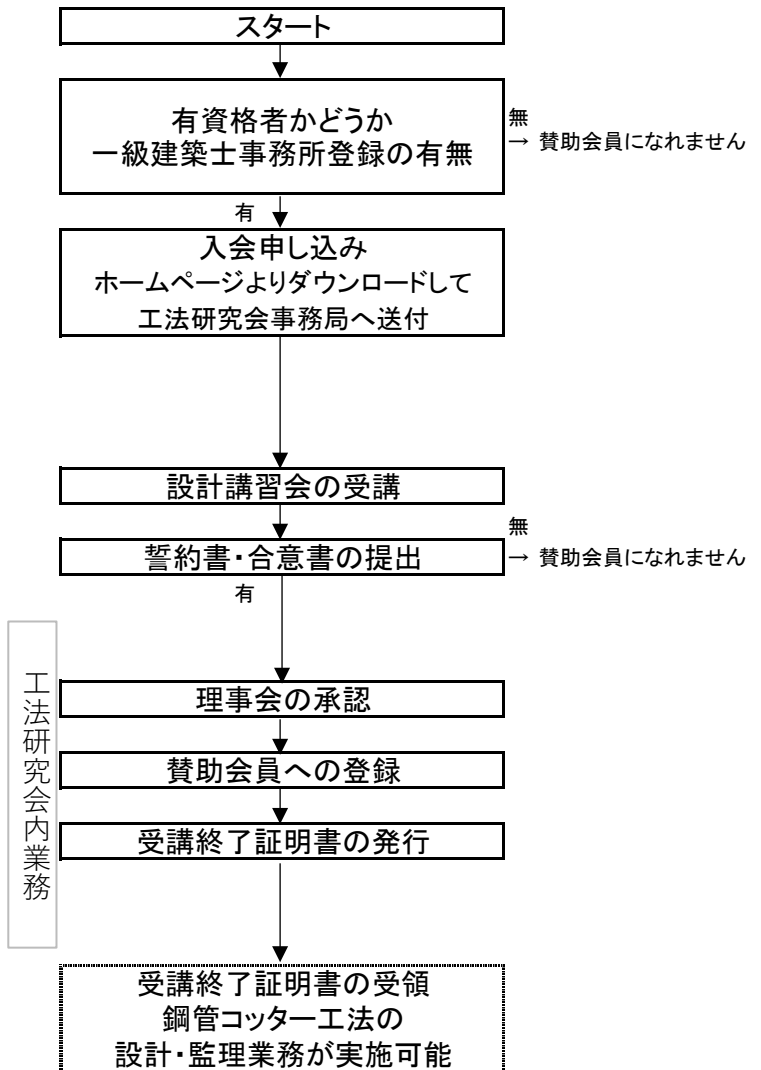 スタート
有資格者かどうか
一級建築士事務所登録の有無
無
→ 賛助会員になれません
有
入会申し込み
ホームページよりダウンロードして
工法研究会事務局へ送付
設計講習会の受講
誓約書・合意書の提出
無
→ 賛助会員になれません
有
工法研究会内業務
理事会の承認
賛助会員への登録
受講終了証明書の発行
受講終了証明書の受領
鋼管コッター工法の
設計・監理業務が実施可能